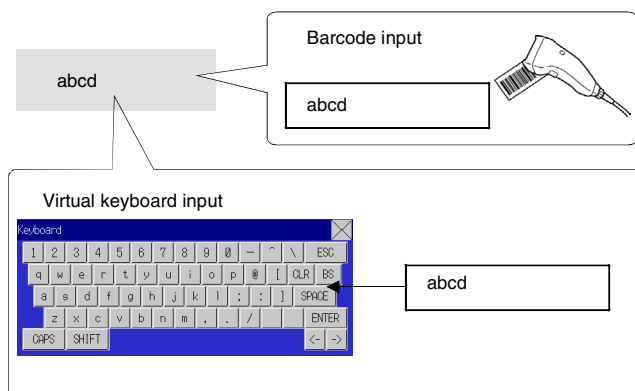 Barcode input
abcd
abcd
Virtual keyboard input
Keyboard
1 2 3 4 5 6 7 8 9 0 - ^ \ ESC
q w e r t y u i o p @ [ CLR BS
a s d f g h j k l ; : ] SPACE
z x c v b n m , . / ENTER
CAPS SHIFT <- ->
abcd